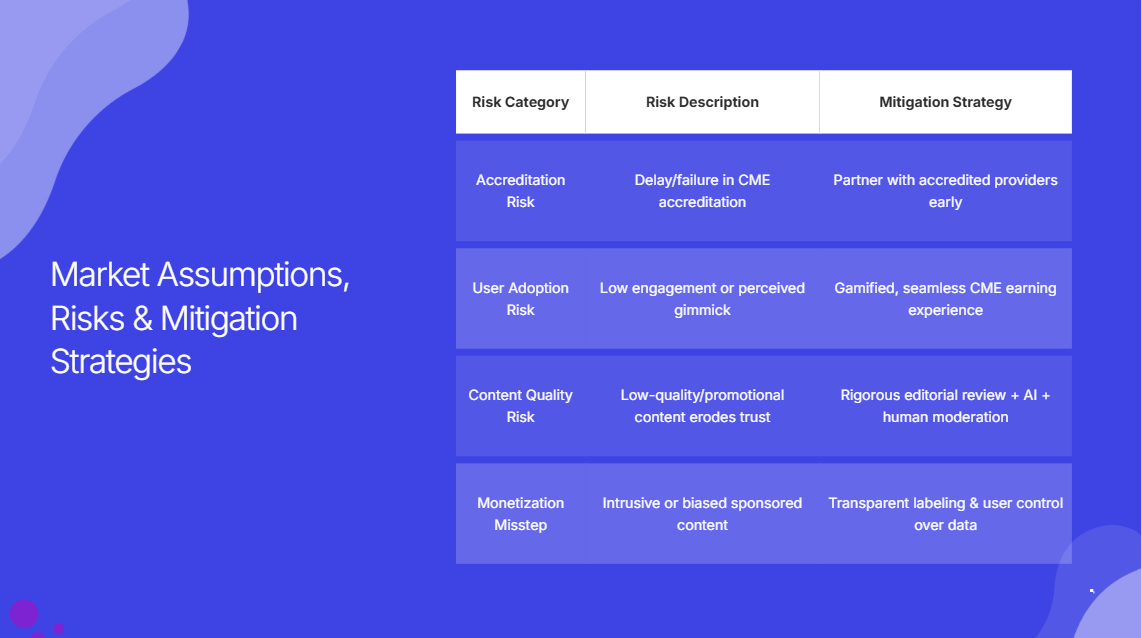 Market Assumptions,
Risks & Mitigation
Strategies
Risk Category
Risk Description
Mitigation Strategy
Accreditation
Risk
Delay/failure in CME
accreditation
Partner with accredited providers
early
User Adoption
Risk
Low engagement or perceived
gimmick
Gamified, seamless CME earning
experience
Content Quality
Risk
Low-quality/promotional
content erodes trust
Rigorous editorial review + AI +
human moderation
Monetization
Misstep
Intrusive or biased sponsored
content
Transparent labeling & user control
over data